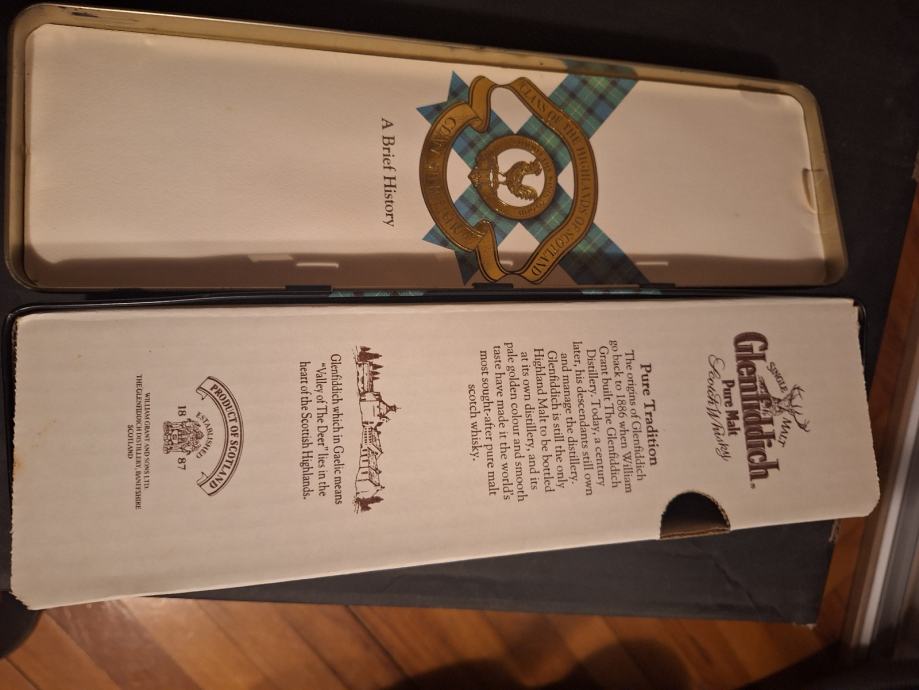 CLANS OF THE HIGHLANDS OF SCOTLAND
CLAN
A Brief History
SINGLE MALT
Glenfiddich®
Pure Malt
Scotch Whisky
Pure Tradition
The origins of Glenfiddich
go back to 1886 when William
Grant built The Glenfiddich
Distillery. Today, a century
later, his descendants still own
and manage the distillery.
Glenfiddich is still the only
Highland Malt to be bottled
at its own distillery, and its
pale golden colour and smooth
taste have made it the world's
most sought-after pure malt
scotch whisky.
Glenfiddich which in Gaelic means
"Valley of The Deer" lies in the
heart of the Scottish Highlands.
PRODUCT OF SCOTLAND
ESTABLISHED
18 87
WILLIAM GRANT AND SONS LTD
THE GLENFIDDICH DISTILLERY, BANFFSHIRE
SCOTLAND